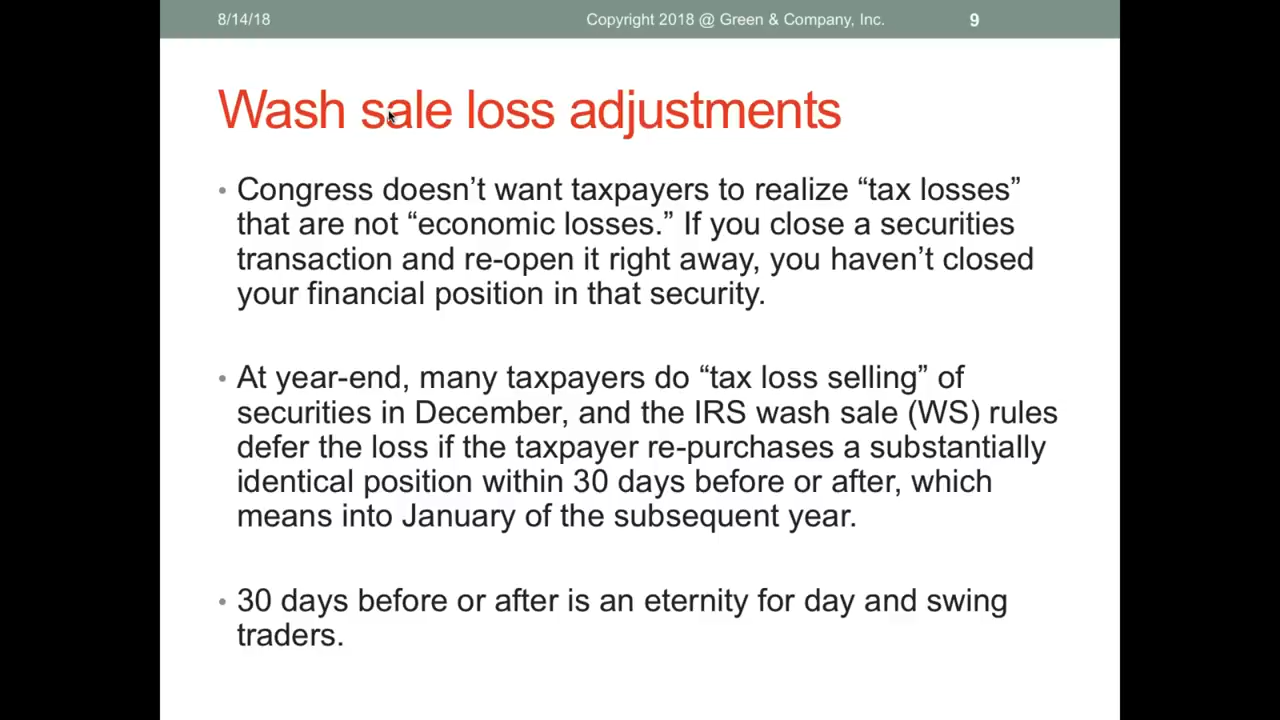 8/14/18 Copyright 2018 @ Green & Company, Inc. 9
Wash sale loss adjustments
• Congress doesn’t want taxpayers to realize “tax losses”
that are not “economic losses.” If you close a securities
transaction and re-open it right away, you haven’t closed
your financial position in that security.
• At year-end, many taxpayers do “tax loss selling” of
securities in December, and the IRS wash sale (WS) rules
defer the loss if the taxpayer re-purchases a substantially
identical position within 30 days before or after, which
means into January of the subsequent year.
• 30 days before or after is an eternity for day and swing
traders.